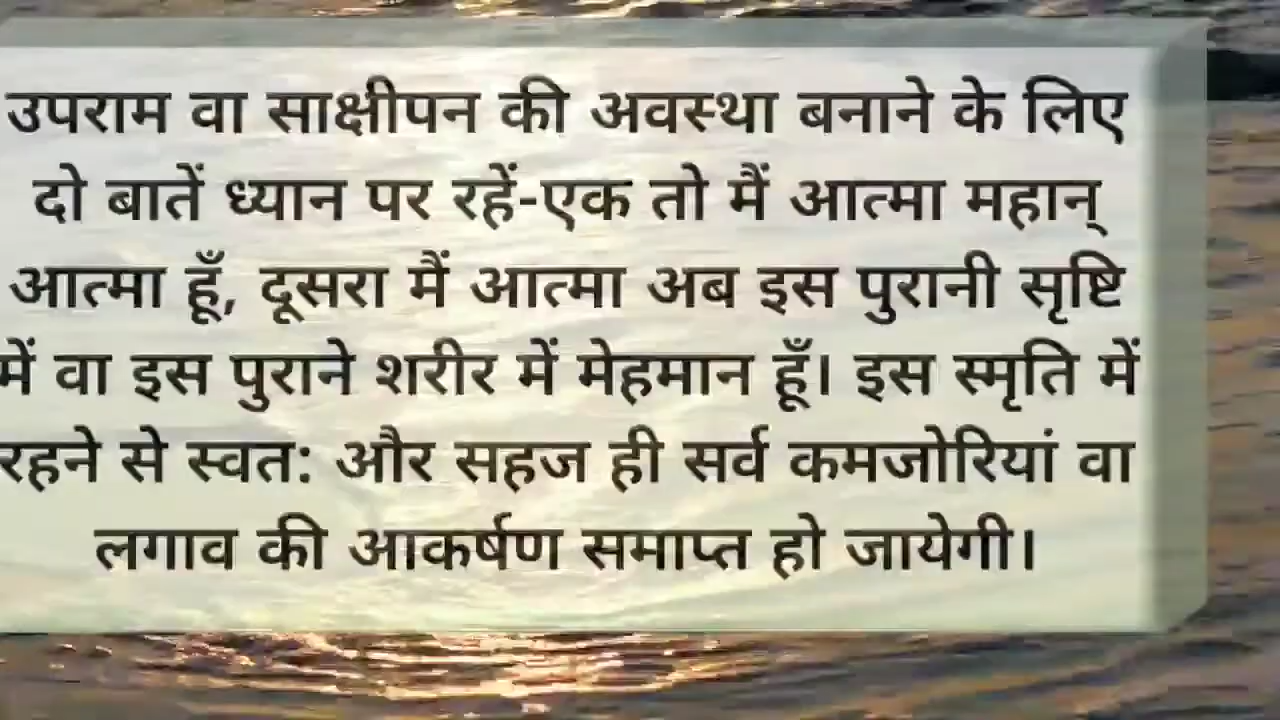 उपराम वा साक्षीपन की अवस्था बनाने के लिए
दो बातें ध्यान पर रहें-एक तो मैं आत्मा महान्
आत्मा हूँ, दूसरा मैं आत्मा अब इस पुरानी सृष्टि
में वा इस पुराने शरीर में मेहमान हूँ। इस स्मृति में
रहने से स्वत: और सहज ही सर्व कमजोरियां वा
लगाव की आकर्षण समाप्त हो जायेगी।